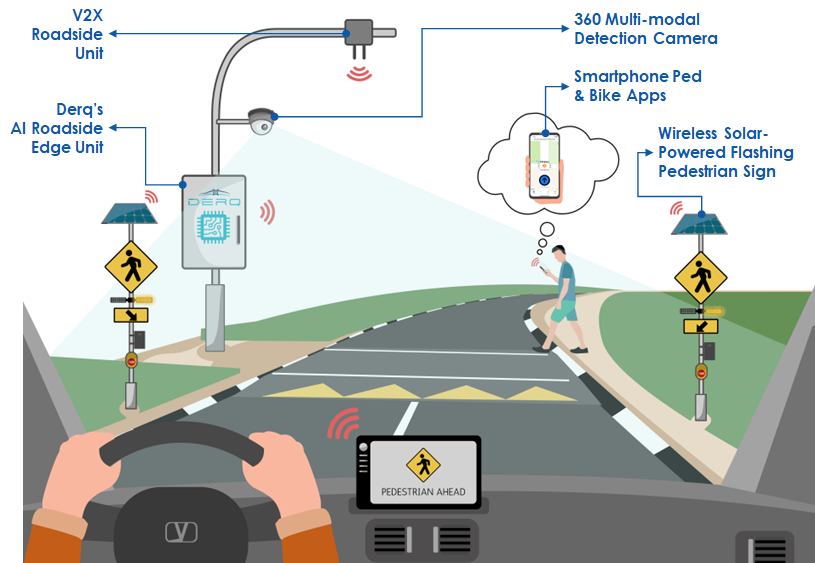 V2X
Roadside
Unit
360 Multi-modal
Detection Camera
Smartphone Ped
& Bike Apps
Derq's
AI Roadside
Edge Unit
Wireless Solar-
Powered Flashing
Pedestrian Sign
DERQ
PEDESTRIAN AHEAD
V